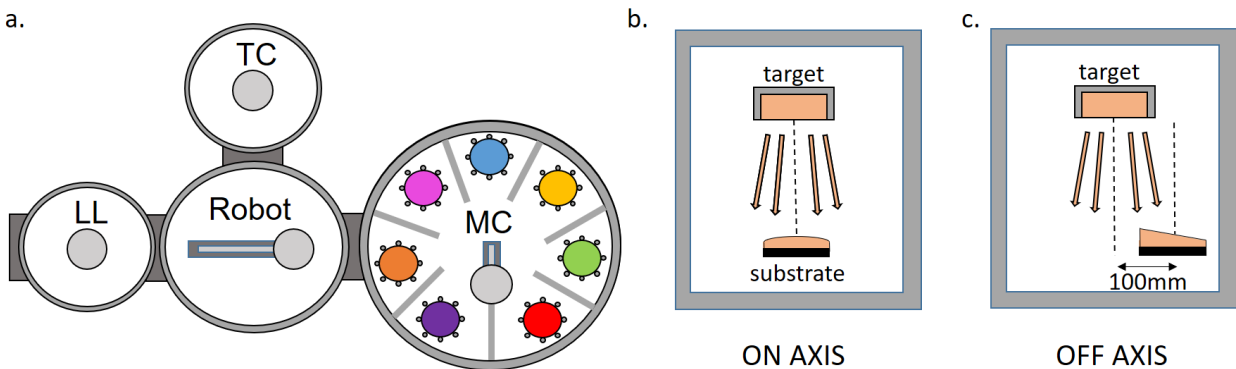 a.
TC
LL
Robot
MC
b.
target
substrate
ON AXIS
c.
target
100mm
OFF AXIS